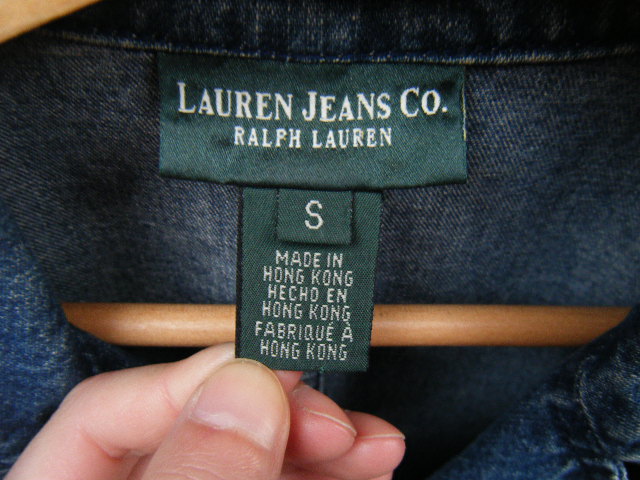 LAUREN JEANS CO.
RALPH LAUREN
S
MADE IN
HONG KONG
HECHO EN
HONG KONG
FABRIQUÉ À
HONG KONG